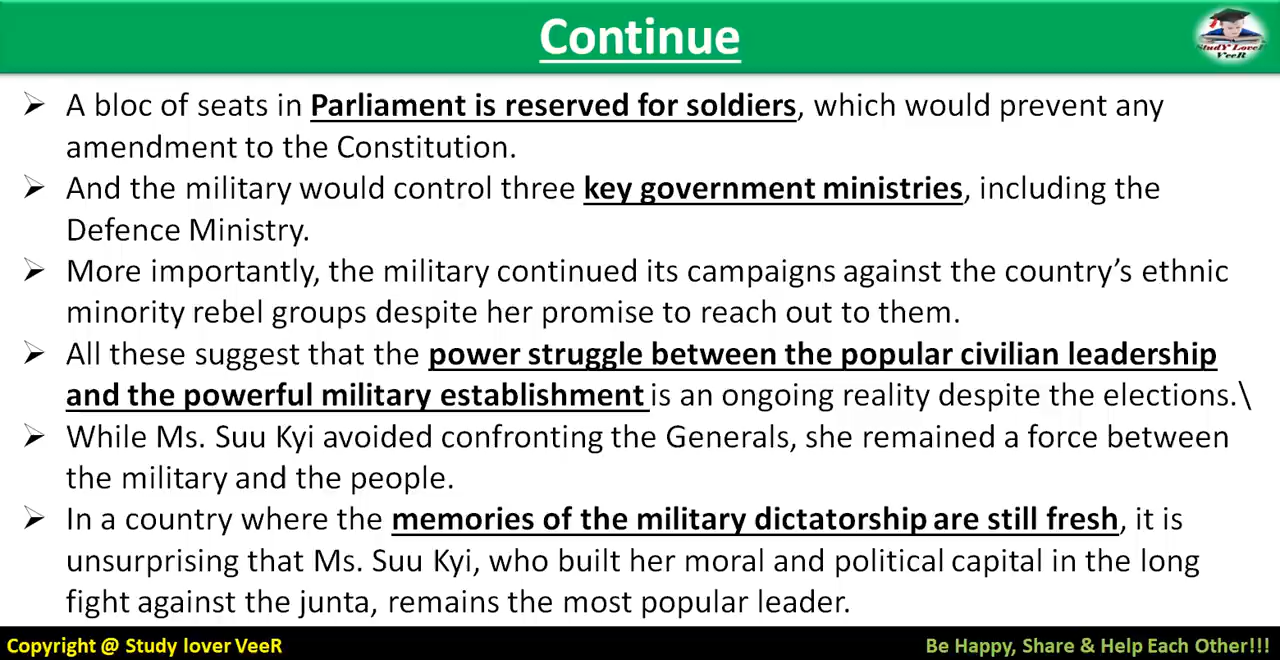 Continue
StudY LoveR
VeeR
➢ A bloc of seats in Parliament is reserved for soldiers, which would prevent any
amendment to the Constitution.
➢ And the military would control three key government ministries, including the
Defence Ministry.
➢ More importantly, the military continued its campaigns against the country’s ethnic
minority rebel groups despite her promise to reach out to them.
➢ All these suggest that the power struggle between the popular civilian leadership
and the powerful military establishment is an ongoing reality despite the elections.\
➢ While Ms. Suu Kyi avoided confronting the Generals, she remained a force between
the military and the people.
➢ In a country where the memories of the military dictatorship are still fresh, it is
unsurprising that Ms. Suu Kyi, who built her moral and political capital in the long
fight against the junta, remains the most popular leader.
Copyright @ Study lover VeeR
Be Happy, Share & Help Each Other!!!